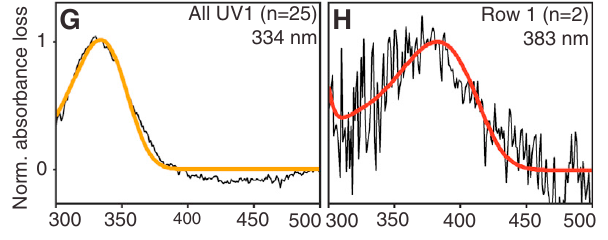 G
All UV1 (n=25)
334 nm
Norm. absorbance loss
1
0
300 350 400 450 500
H
Row 1 (n=2)
383 nm
300 350 400 450 500